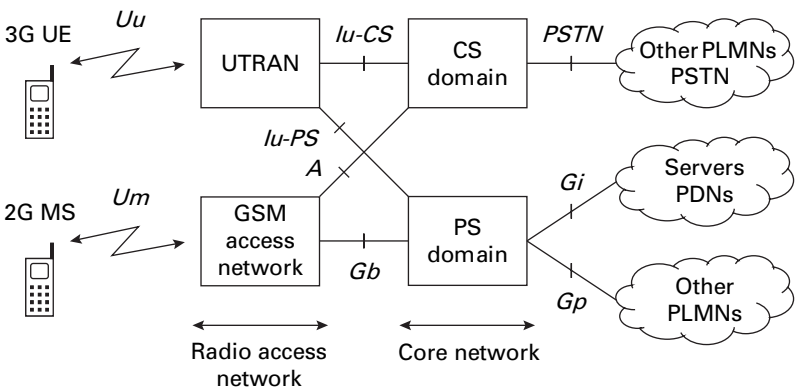 3G UE
Uu
UTRAN
Iu-CS
CS
domain
PSTN
Other PLMNs
PSTN
Iu-PS
A
2G MS
Um
GSM
access
network
Gb
PS
domain
Gi
Servers
PDNs
Gp
Other
PLMNs
Radio access
network
Core network